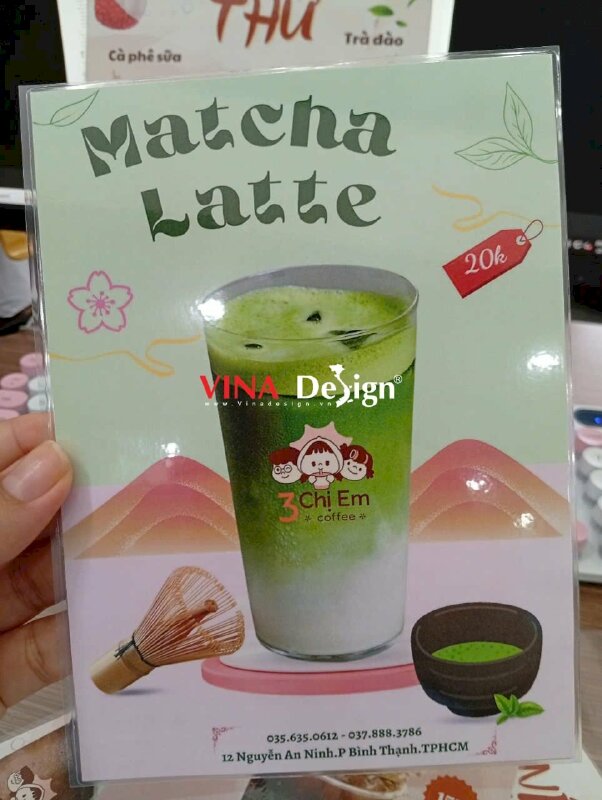 THƯ
Cà phê sữa
Trà đào
Matcha
Latte
20k
VINA Design®
www.Vinadesign.vn
3 Chị Em
coffee
035.635.0612 - 037.888.3786
12 Nguyễn An Ninh.P Bình Thạnh.TPHCM